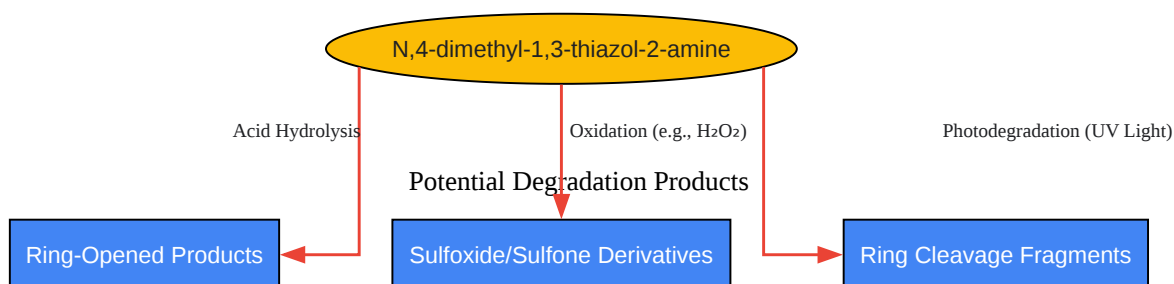 N,4-dimethyl-1,3-thiazol-2-amine
Acid Hydrolysis
Oxidation (e.g., H₂O₂)
Photodegradation (UV Light)
Potential Degradation Products
Ring-Opened Products
Sulfoxide/Sulfone Derivatives
Ring Cleavage Fragments